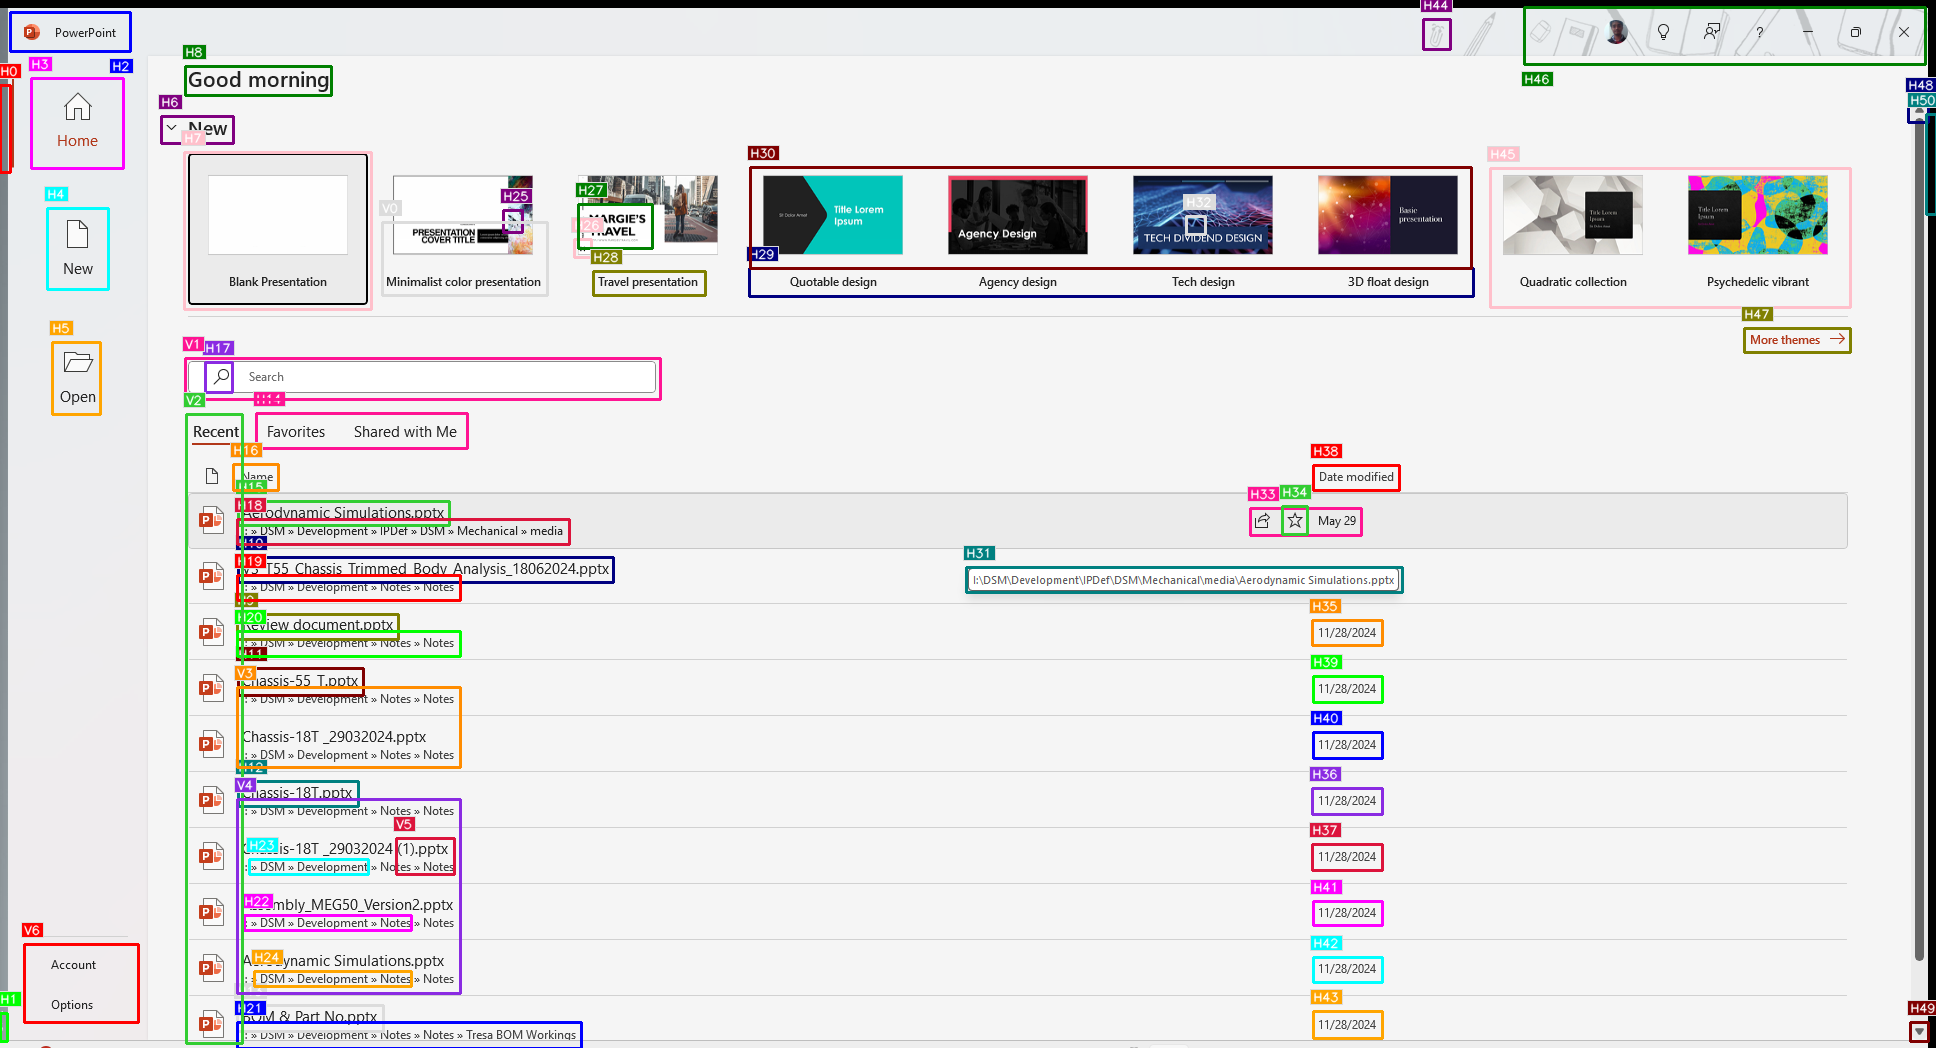 PowerPoint
H44
H46
H8
Good morning
H0
H3
H2
H48
H50
H6
New
H7
Home
H30
H45
H4
H27
H25
V0
MARGIE'S
TRAVEL
PRESENTATION
COVER TITLE
Title Lorem
Ipsum
Agency Design
H32
TECH DIVIDEND DESIGN
Basic
presentation
Title Lorem
Ipsum
Title Lorem
Ipsum
H28
H29
New
Blank Presentation
Minimalist color presentation
Travel presentation
Quotable design
Agency design
Tech design
3D float design
Quadratic collection
Psychedelic vibrant
H5
H47
More themes
V1
H17
Search
Open
V2
H14
Recent
Favorites
Shared with Me
H16
Name
H38
Date modified
H15
H18
Aerodynamic Simulations.pptx
: » DSM » Development » IPDef » DSM » Mechanical » media
H33
H34
May 29
H10
H19
V3_T55_Chassis_Trimmed_Body_Analysis_18062024.pptx
: » DSM » Development » Notes » Notes
H31
I:\DSM\Development\IPDef\DSM\Mechanical\media\Aerodynamic Simulations.pptx
H9
H20
Review document.pptx
: » DSM » Development » Notes » Notes
H35
11/28/2024
H11
V3
Chassis-55_T.pptx
: » DSM » Development » Notes » Notes
H39
11/28/2024
Chassis-18T _29032024.pptx
: » DSM » Development » Notes » Notes
H40
11/28/2024
H12
V4
Chassis-18T.pptx
: » DSM » Development » Notes » Notes
H36
11/28/2024
V5
H23
Chassis-18T _29032024 (1).pptx
: » DSM » Development » Notes » Notes
H37
11/28/2024
H22
Assembly_MEG50_Version2.pptx
: » DSM » Development » Notes » Notes
H41
11/28/2024
H24
Aerodynamic Simulations.pptx
: » DSM » Development » Notes » Notes
H42
11/28/2024
H21
BOM & Part No.pptx
: » DSM » Development » Notes » Notes » Tresa BOM Workings
H43
11/28/2024
V6
Account
Options
H1
H49